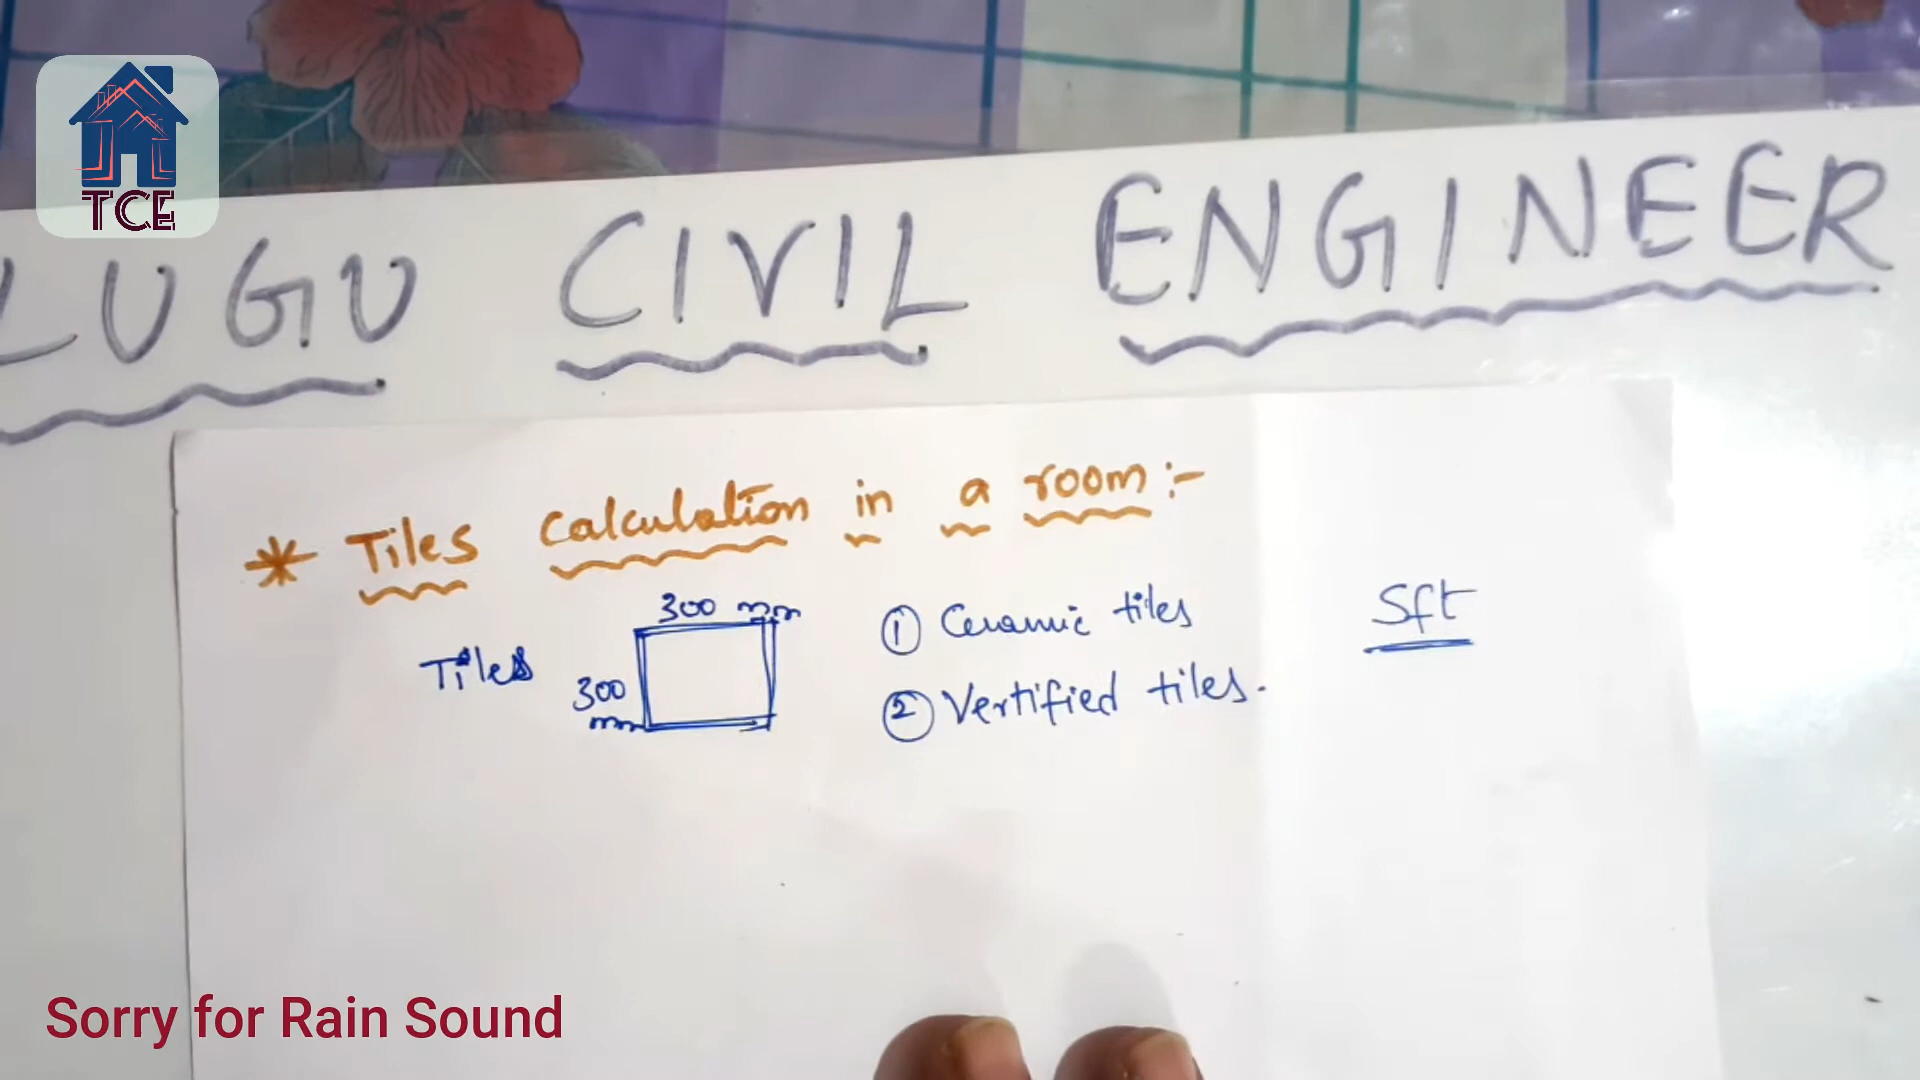 TCE
LUGU CIVIL ENGINEER
* Tiles Calculation in a room:-
300 mm
Tiles
300
mm
① Ceramic tiles
② Vertified tiles.
Sft
Sorry for Rain Sound